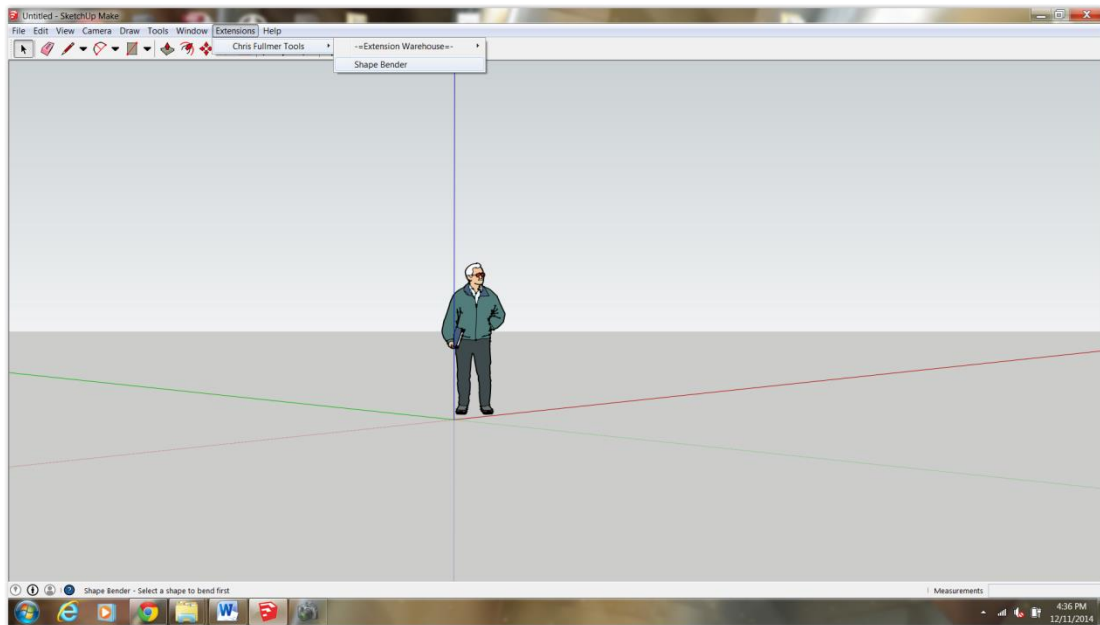 Untitled - SketchUp Make
File Edit View Camera Draw Tools Window Extensions Help
Chris Fullmer Tools
-=Extension Warehouse=-
Shape Bender
Shape Bender - Select a shape to bend first
Measurements
4:36 PM
12/11/2014